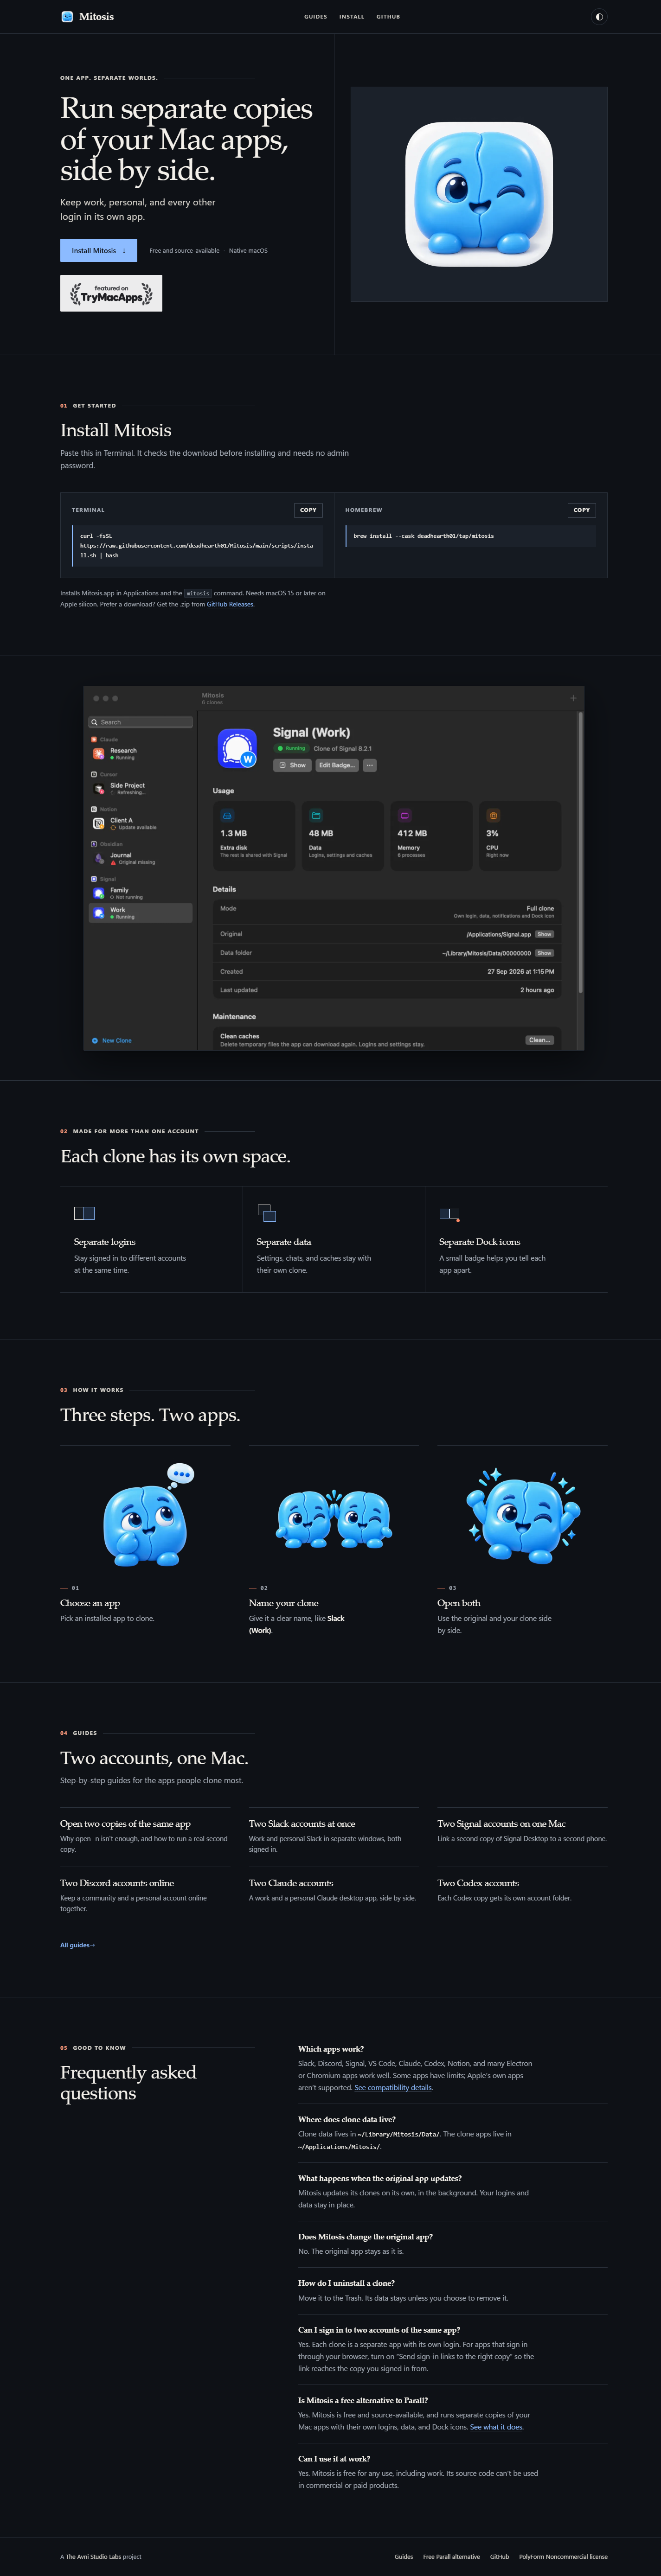 Mitosis
GUIDES INSTALL GITHUB
ONE APP. SEPARATE WORLDS.
Run separate copies
of your Mac apps,
side by side.
Keep work, personal, and every other
login in its own app.
Install Mitosis ↓
Free and source-available
Native macOS
featured on
TryMacApps
01 GET STARTED
Install Mitosis
Paste this in Terminal. It checks the download before installing and needs no admin
password.
TERMINAL
COPY
curl -fsSL
https://raw.githubusercontent.com/deadhearth01/Mitosis/main/scripts/insta
ll.sh | bash
HOMEBREW
COPY
brew install --cask deadhearth01/tap/mitosis
Installs Mitosis.app in Applications and the mitosis command. Needs macOS 15 or later on
Apple silicon. Prefer a download? Get the .zip from GitHub Releases.
Mitosis
6 clones
Search
Claude
Research
Running
Cursor
Side Project
Refreshing...
Notion
Client A
Update available
Obsidian
Journal
Original missing
Signal
Family
Not running
Work
Running
New Clone
W
Signal (Work)
Running
Clone of Signal 8.2.1
Show
Edit Badge...
Usage
1.3 MB
Extra disk
The rest is shared with Signal
48 MB
Data
Logins, settings and caches
412 MB
Memory
6 processes
3%
CPU
Right now
Details
Mode
Full clone
Own login, data, notifications and Dock icon
Original
/Applications/Signal.app Show
Data folder
~/Library/Mitosis/Data/00000000 Show
Created
27 Sep 2026 at 1:15 PM
Last updated
2 hours ago
Maintenance
Clean caches
Delete temporary files the app can download again. Logins and settings stay.
Clean...
02 MADE FOR MORE THAN ONE ACCOUNT
Each clone has its own space.
Separate logins
Stay signed in to different accounts
at the same time.
Separate data
Settings, chats, and caches stay with
their own clone.
Separate Dock icons
A small badge helps you tell each
app apart.
03 HOW IT WORKS
Three steps. Two apps.
01
Choose an app
Pick an installed app to clone.
02
Name your clone
Give it a clear name, like Slack
(Work).
03
Open both
Use the original and your clone side
by side.
04 GUIDES
Two accounts, one Mac.
Step-by-step guides for the apps people clone most.
Open two copies of the same app
Why open -n isn't enough, and how to run a real second
copy.
Two Slack accounts at once
Work and personal Slack in separate windows, both
signed in.
Two Signal accounts on one Mac
Link a second copy of Signal Desktop to a second phone.
Two Discord accounts online
Keep a community and a personal account online
together.
Two Claude accounts
A work and a personal Claude desktop app, side by side.
Two Codex accounts
Each Codex copy gets its own account folder.
All guides→
05 GOOD TO KNOW
Frequently asked
questions
Which apps work?
Slack, Discord, Signal, VS Code, Claude, Codex, Notion, and many Electron
or Chromium apps work well. Some apps have limits; Apple's own apps
aren't supported. See compatibility details.
Where does clone data live?
Clone data lives in ~/Library/Mitosis/Data/. The clone apps live in
~/Applications/Mitosis/.
What happens when the original app updates?
Mitosis updates its clones on its own, in the background. Your logins and
data stay in place.
Does Mitosis change the original app?
No. The original app stays as it is.
How do I uninstall a clone?
Move it to the Trash. Its data stays unless you choose to remove it.
Can I sign in to two accounts of the same app?
Yes. Each clone is a separate app with its own login. For apps that sign in
through your browser, turn on "Send sign-in links to the right copy" so the
link reaches the copy you signed in from.
Is Mitosis a free alternative to Parall?
Yes. Mitosis is free and source-available, and runs separate copies of your
Mac apps with their own logins, data, and Dock icons. See what it does.
Can I use it at work?
Yes. Mitosis is free for any use, including work. Its source code can't be used
in commercial or paid products.
A The Avni Studio Labs project
Guides Free Parall alternative GitHub PolyForm Noncommercial license